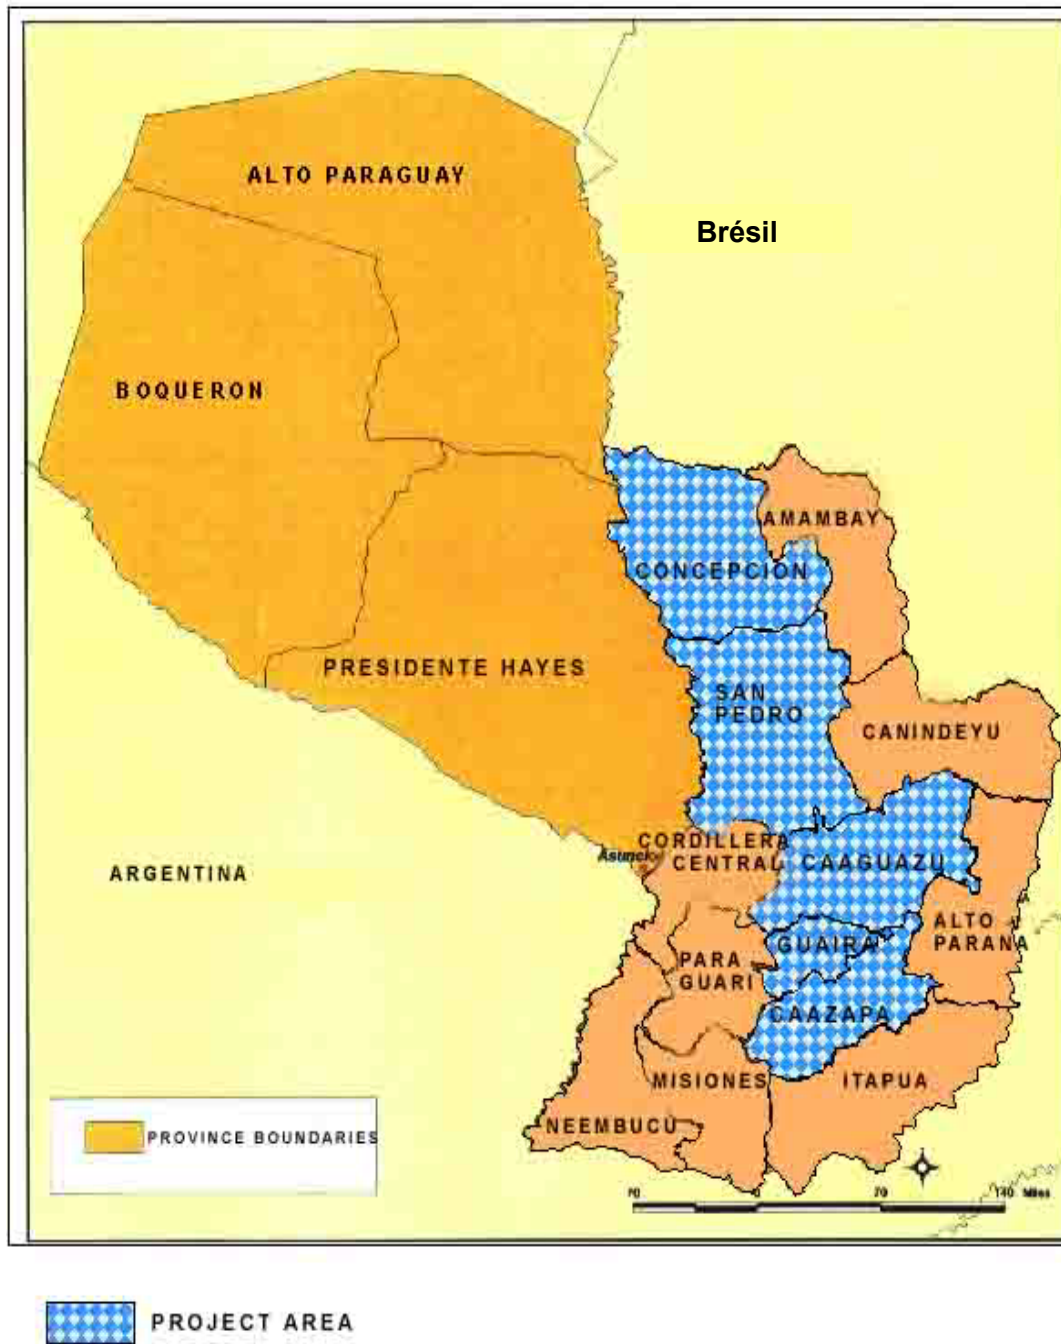 ALTO PARAGUAY
Brésil
BOQUERON
AMAMBAY
CONCEPCION
PRESIDENTE HAYES
SAN
PEDRO
CANINDEYU
CORDILLERA
CENTRAL
CAAGUAZU
ARGENTINA
ALTO
PARANA
GUAIRA
PARA
GUARI
CAAZAPA
MISIONES
ITAPUA
NEEMBUCU
PROVINCE BOUNDARIES
70
0
70
140 Miles
PROJECT AREA